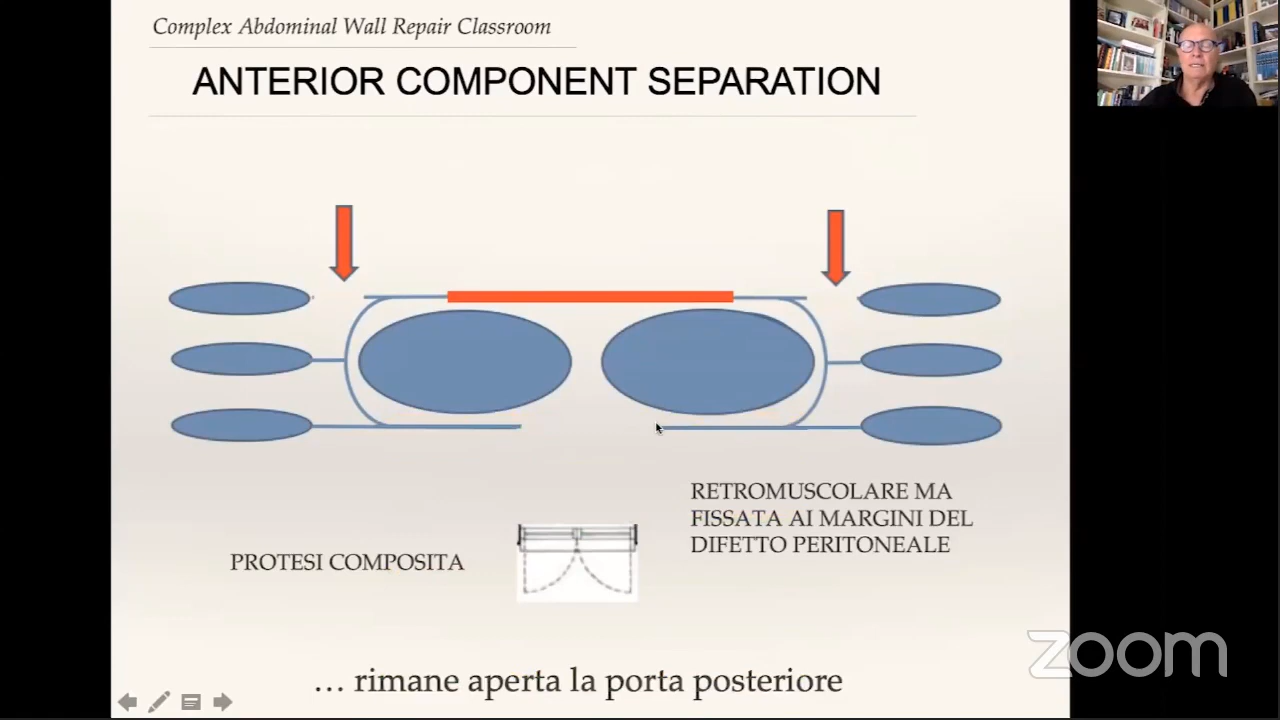 Complex Abdominal Wall Repair Classroom
ANTERIOR COMPONENT SEPARATION
RETROMUSCOLARE MA
FISSATA AI MARGINI DEL
DIFETTO PERITONEALE
PROTESI COMPOSITA
… rimane aperta la porta posteriore
zoom